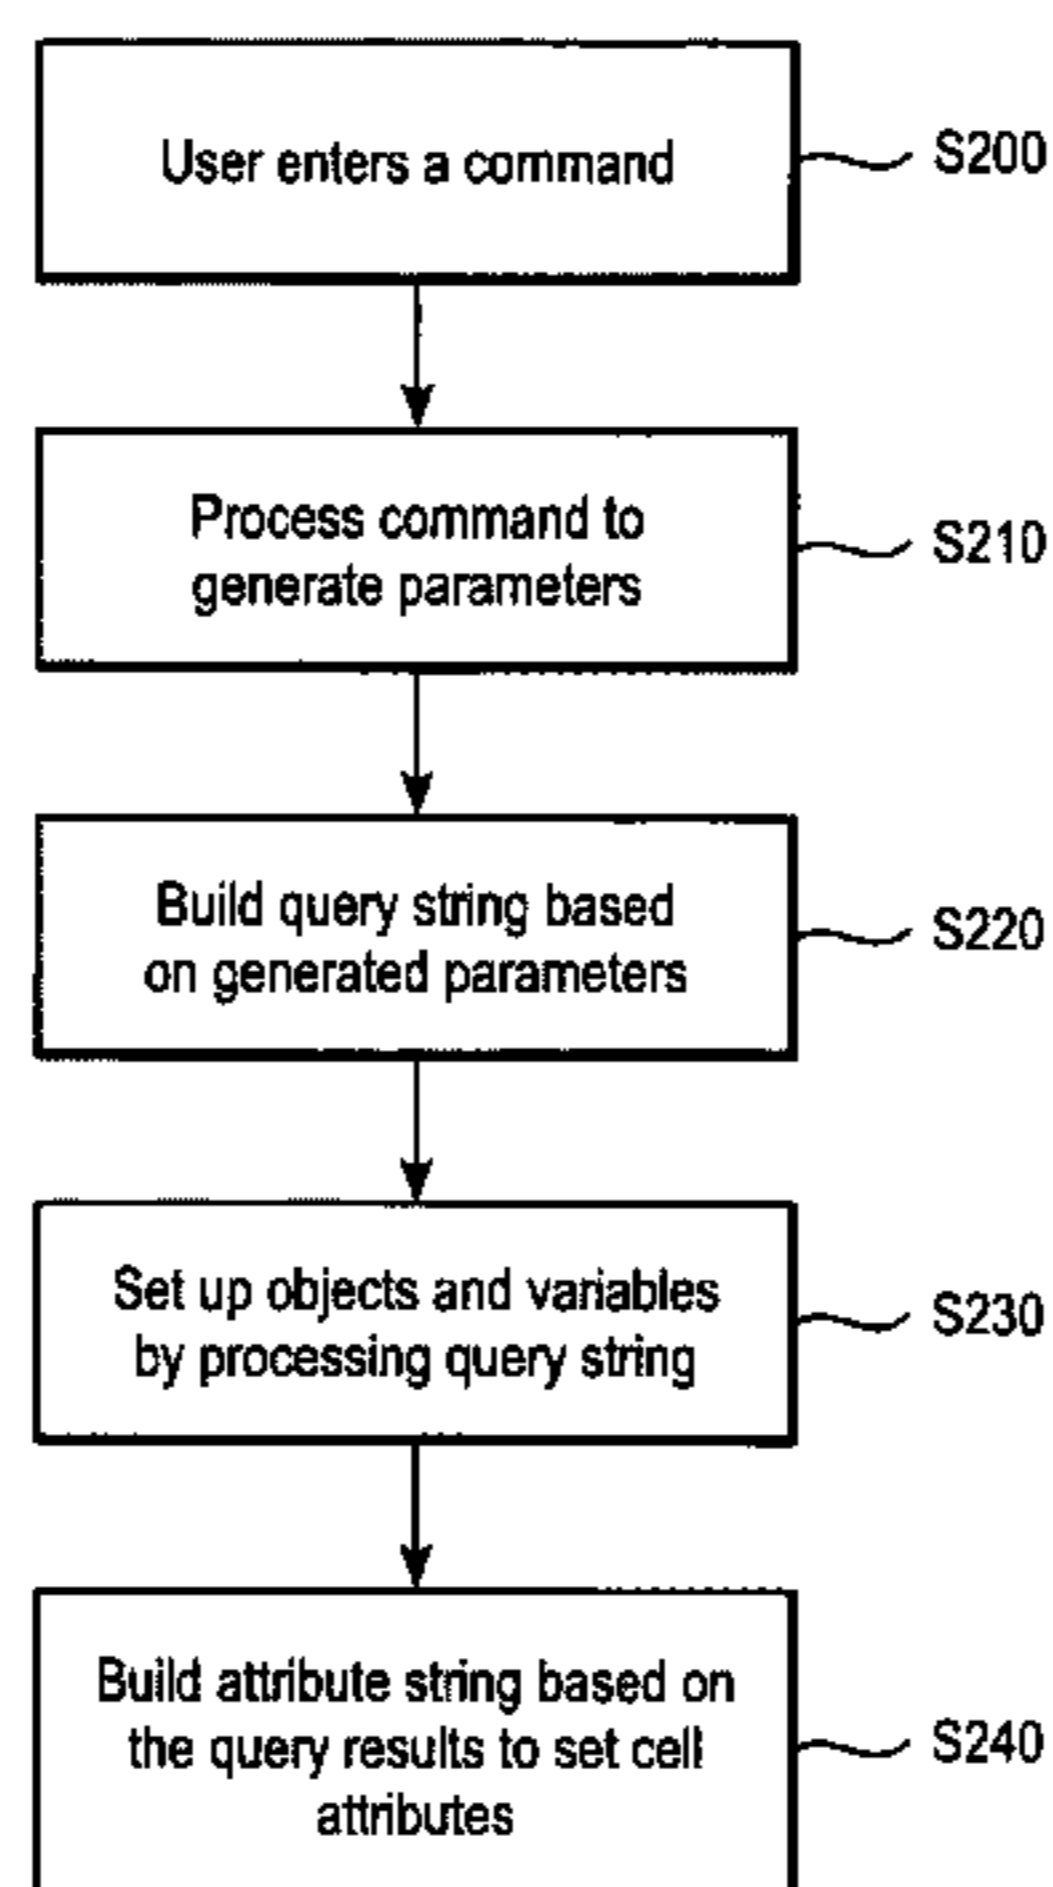 User enters a command
S200
Process command to
generate parameters
S210
Build query string based
on generated parameters
S220
Set up objects and variables
by processing query string
S230
Build attribute string based on
the query results to set cell
attributes
S240